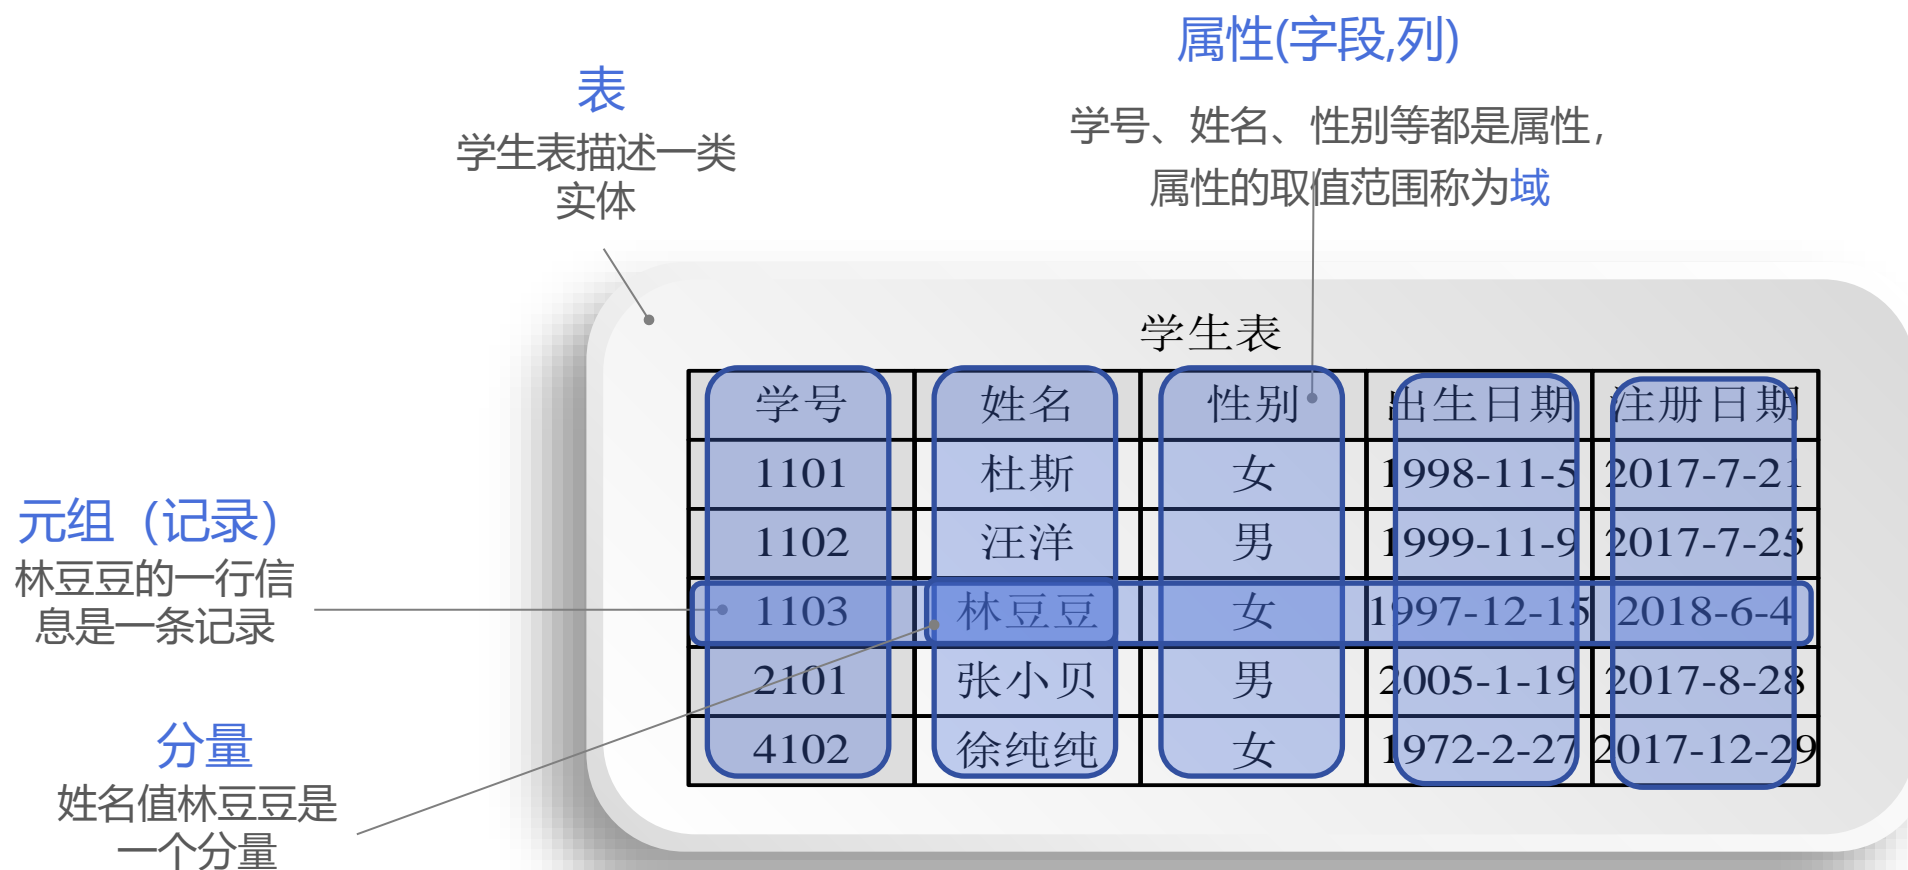 属性(字段,列)
学号、姓名、性别等都是属性，
属性的取值范围称为域
表
学生表描述一类
实体
学生表
学号 姓名 性别 出生日期 注册日期
1101 杜斯 女 1998-11-5 2017-7-21
1102 汪洋 男 1999-11-9 2017-7-25
1103 林豆豆 女 1997-12-15 2018-6-4
2101 张小贝 男 2005-1-19 2017-8-28
4102 徐纯纯 女 1972-2-27 2017-12-29
元组（记录）
林豆豆的一行信
息是一条记录
分量
姓名值林豆豆是
一个分量